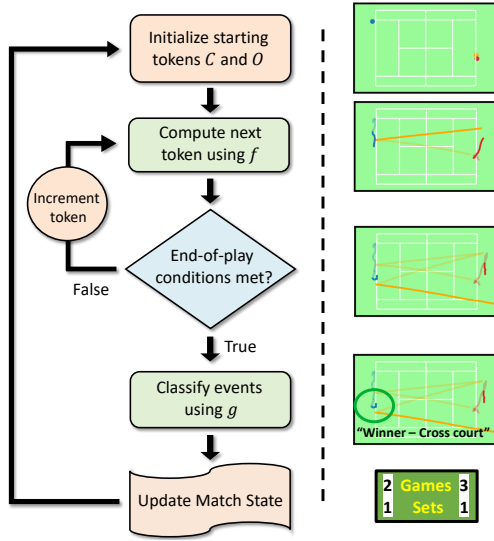 Initialize starting
tokens C and O
Compute next
token using f
Increment
token
End-of-play
conditions met?
False
True
Classify events
using g
Update Match State
"Winner – Cross court"
2 Games 3
1 Sets 1